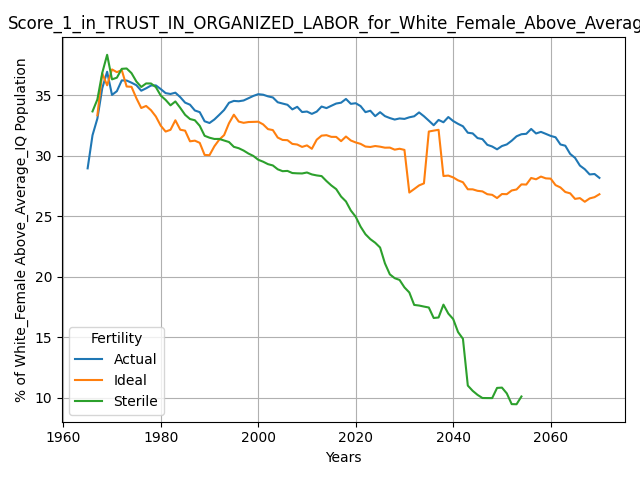 Score_1_in_TRUST_IN_ORGANIZED_LABOR_for_White_Female_Above_Averag
% of White_Female Above_Average_IQ Population
35
30
25
20
15
10
Fertility
Actual
Ideal
Sterile
1960 1980 2000 2020 2040 2060
Years